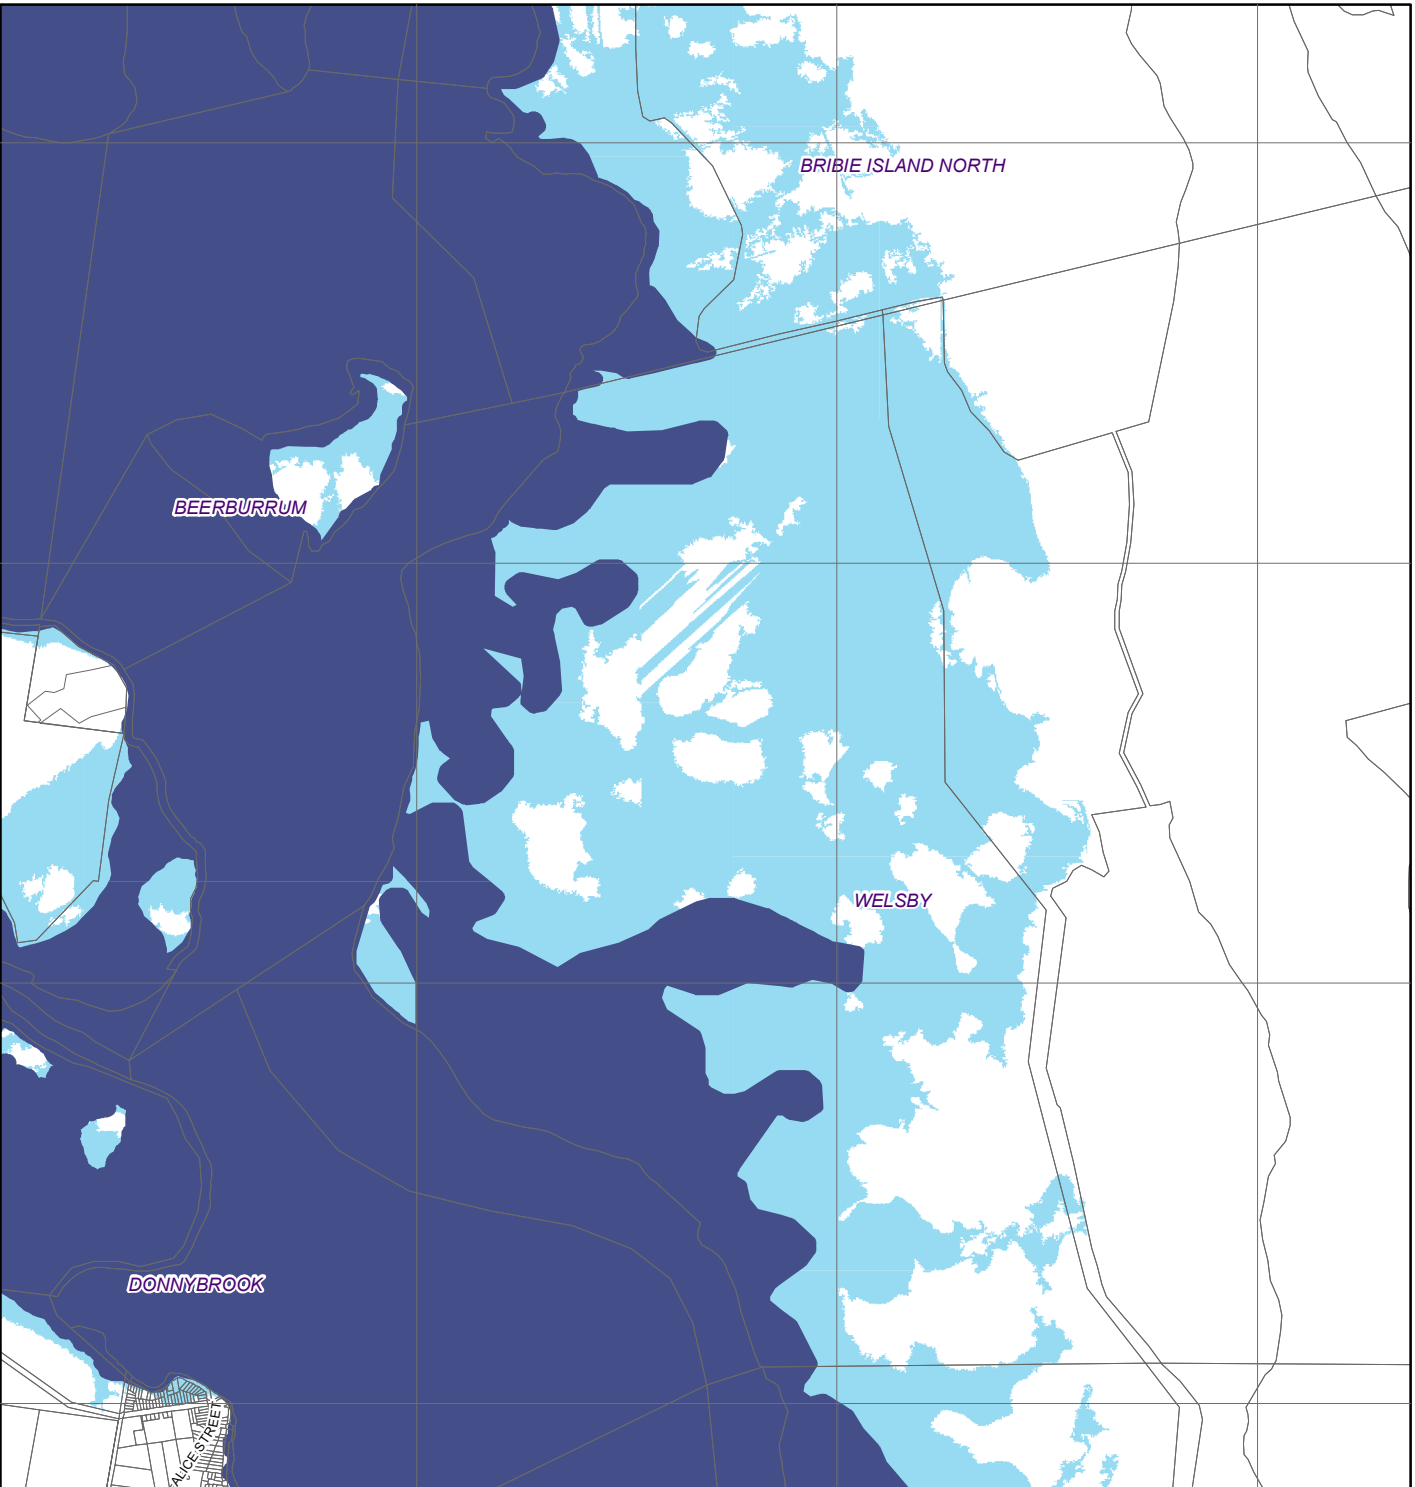 BRIBIE ISLAND NORTH
BEERBURRUM
WELSBY
DONNYBROOK
ALICE STREET